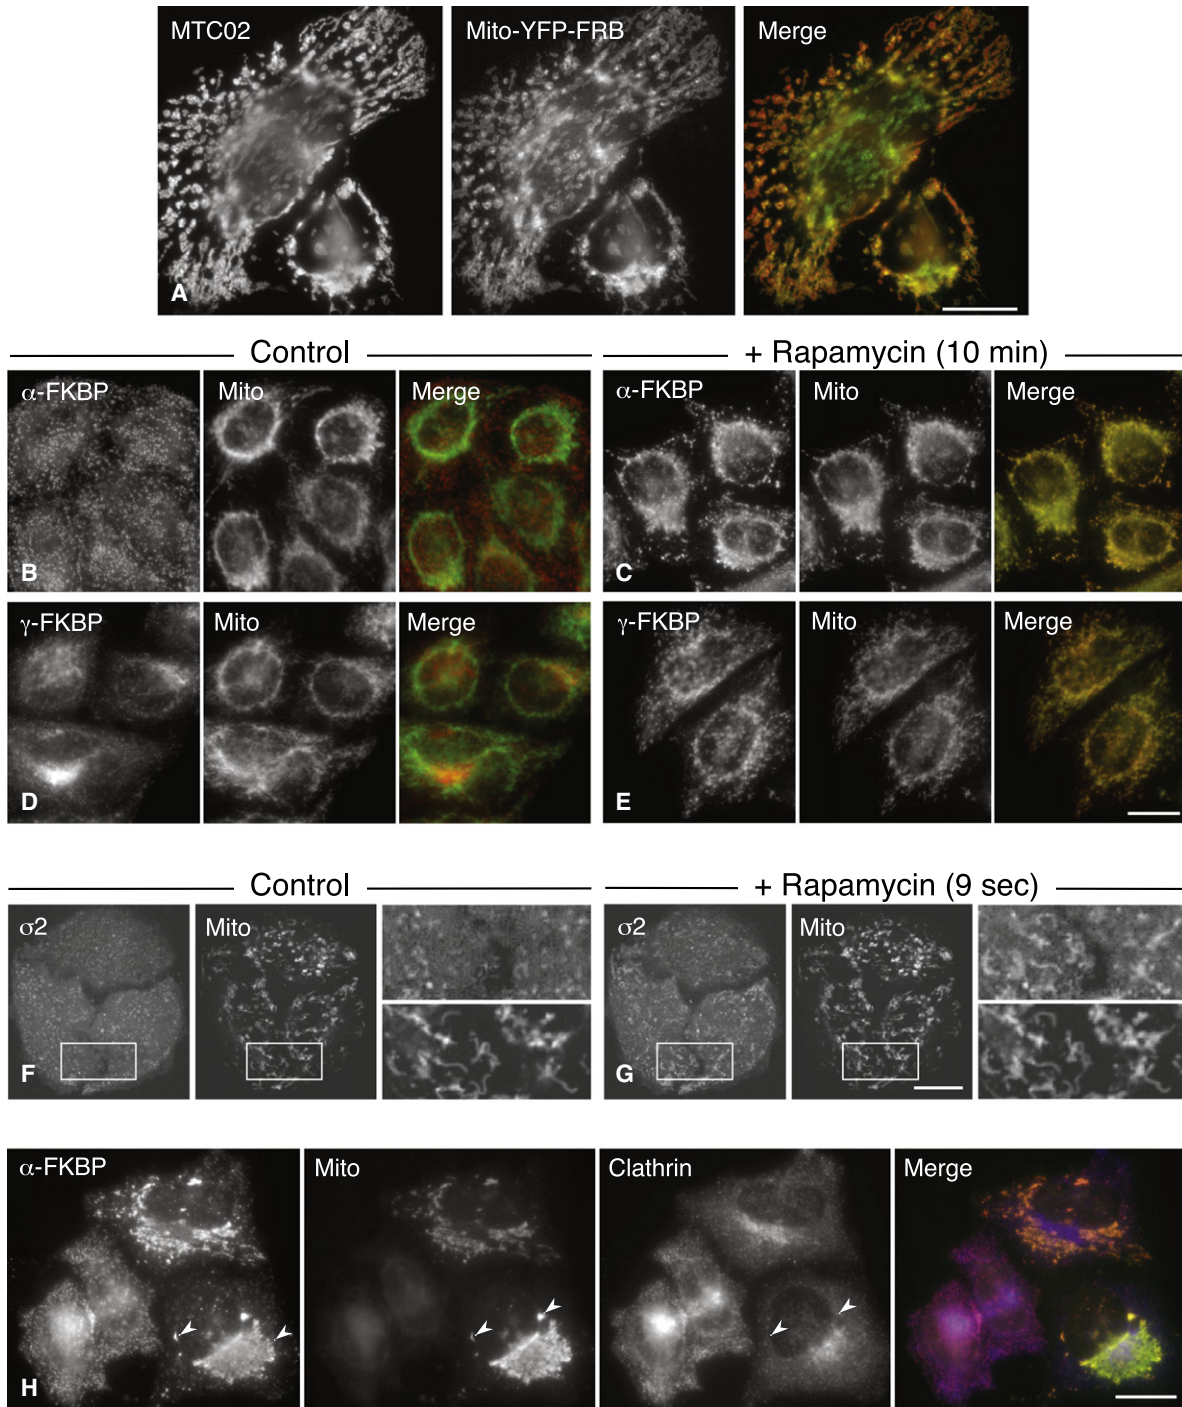 MTC02 Mito-YFP-FRB Merge
A
Control + Rapamycin (10 min)
α-FKBP Mito Merge α-FKBP Mito Merge
B C
γ-FKBP Mito Merge γ-FKBP Mito Merge
D E
Control + Rapamycin (9 sec)
σ2 Mito σ2 Mito
F G
α-FKBP Mito Clathrin Merge
H